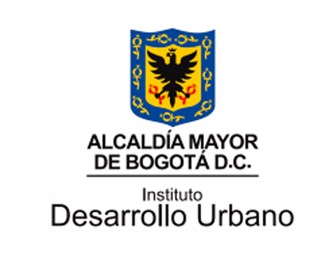 ALCALDÍA MAYOR
DE BOGOTÁ D.C.
Instituto
Desarrollo Urbano